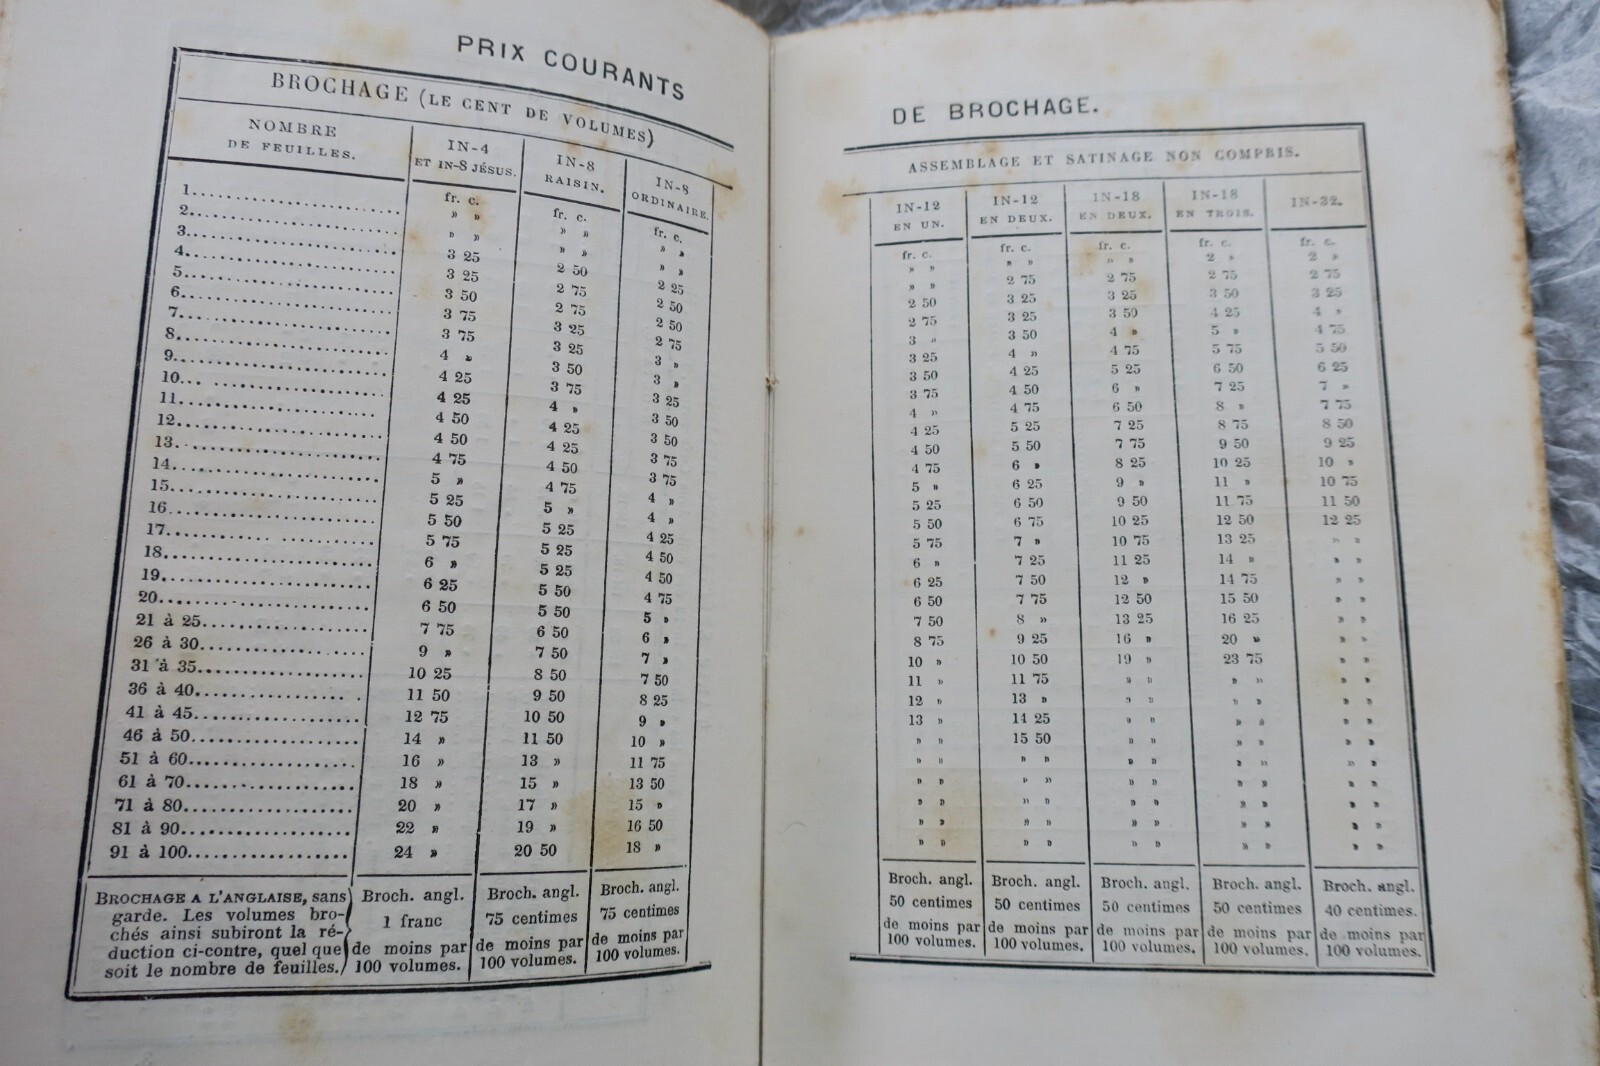 PRIX COURANTS
BROCHAGE (LE CENT DE VOLUMES)
NOMBRE DE FEUILLES. IN-4 ET IN-8 JÉSUS. IN-8 RAISIN. IN-8 ORDINAIRE.
fr. c. fr. c. fr. c.
1 » » » » » »
2 » » » » » »
3 3 25 2 50 2 25
4 3 25 2 75 2 50
5 3 50 2 75 2 50
6 3 75 3 25 2 75
7 3 75 3 25 3 »
8 4 » 3 50 3 »
9 4 25 3 75 3 25
10 4 25 4 » 3 50
11 4 50 4 25 3 50
12 4 50 4 25 3 75
13 4 75 4 50 3 75
14 5 » 4 75 4 »
15 5 25 5 » 4 »
16 5 50 5 25 4 25
17 5 75 5 25 4 50
18 6 » 5 25 4 50
19 6 25 5 50 4 75
20 6 50 5 50 5 »
21 à 25 7 75 6 50 6 »
26 à 30 9 » 7 50 7 »
31 à 35 10 25 8 50 7 50
36 à 40 11 50 9 50 8 25
41 à 45 12 75 10 50 9 »
46 à 50 14 » 11 50 10 »
51 à 60 16 » 13 » 11 75
61 à 70 18 » 15 » 13 50
71 à 80 20 » 17 » 15 »
81 à 90 22 » 19 » 16 50
91 à 100 24 » 20 50 18 »
BROCHAGE A L'ANGLAISE, sans
garde. Les volumes bro-
chés ainsi subiront la ré-
duction ci-contre, quel que
soit le nombre de feuilles.
Broch. angl. Broch. angl. Broch. angl.
1 franc 75 centimes 75 centimes
de moins par de moins par de moins par
100 volumes. 100 volumes. 100 volumes.
DE BROCHAGE.
ASSEMBLAGE ET SATINAGE NON COMPRIS.
IN-12 EN UN. IN-12 EN DEUX. IN-18 EN DEUX. IN-18 EN TROIS. IN-32.
fr. c. fr. c. fr. c. fr. c. fr. c.
» » » » » » 2 » 2 »
» » 2 75 2 75 2 75 2 75
2 50 3 25 3 25 3 50 3 25
2 75 3 25 3 50 4 25 4 »
3 » 3 50 4 » 5 » 4 75
3 25 4 » 4 75 5 75 5 50
3 50 4 25 5 25 6 50 6 25
3 75 4 50 6 » 7 25 7 »
4 » 4 75 6 50 8 » 7 75
4 25 5 25 7 25 8 75 8 50
4 50 5 50 7 75 9 50 9 25
4 75 6 » 8 25 10 25 10 »
5 » 6 25 9 » 11 » 10 75
5 25 6 50 9 50 11 75 11 50
5 50 6 75 10 25 12 50 12 25
5 75 7 » 10 75 13 25 » »
6 » 7 25 11 25 14 » » »
6 25 7 50 12 » 14 75 » »
6 50 7 75 12 50 15 50 » »
7 50 8 » 13 25 16 25 » »
8 75 9 25 16 » 20 » » »
10 » 10 50 19 » 23 75 » »
11 » 11 75 » » » » » »
12 » 13 » » » » » » »
13 » 14 25 » » » » » »
» » 15 50 » » » » » »
» » » » » » » » » »
» » » » » » » » » »
» » » » » » » » » »
» » » » » » » » » »
» » » » » » » » » »
Broch. angl. Broch. angl. Broch. angl. Broch. angl. Broch. angl.
50 centimes 50 centimes 50 centimes 50 centimes 40 centimes.
de moins par de moins par de moins par de moins par de moins par
100 volumes. 100 volumes. 100 volumes. 100 volumes. 100 volumes.